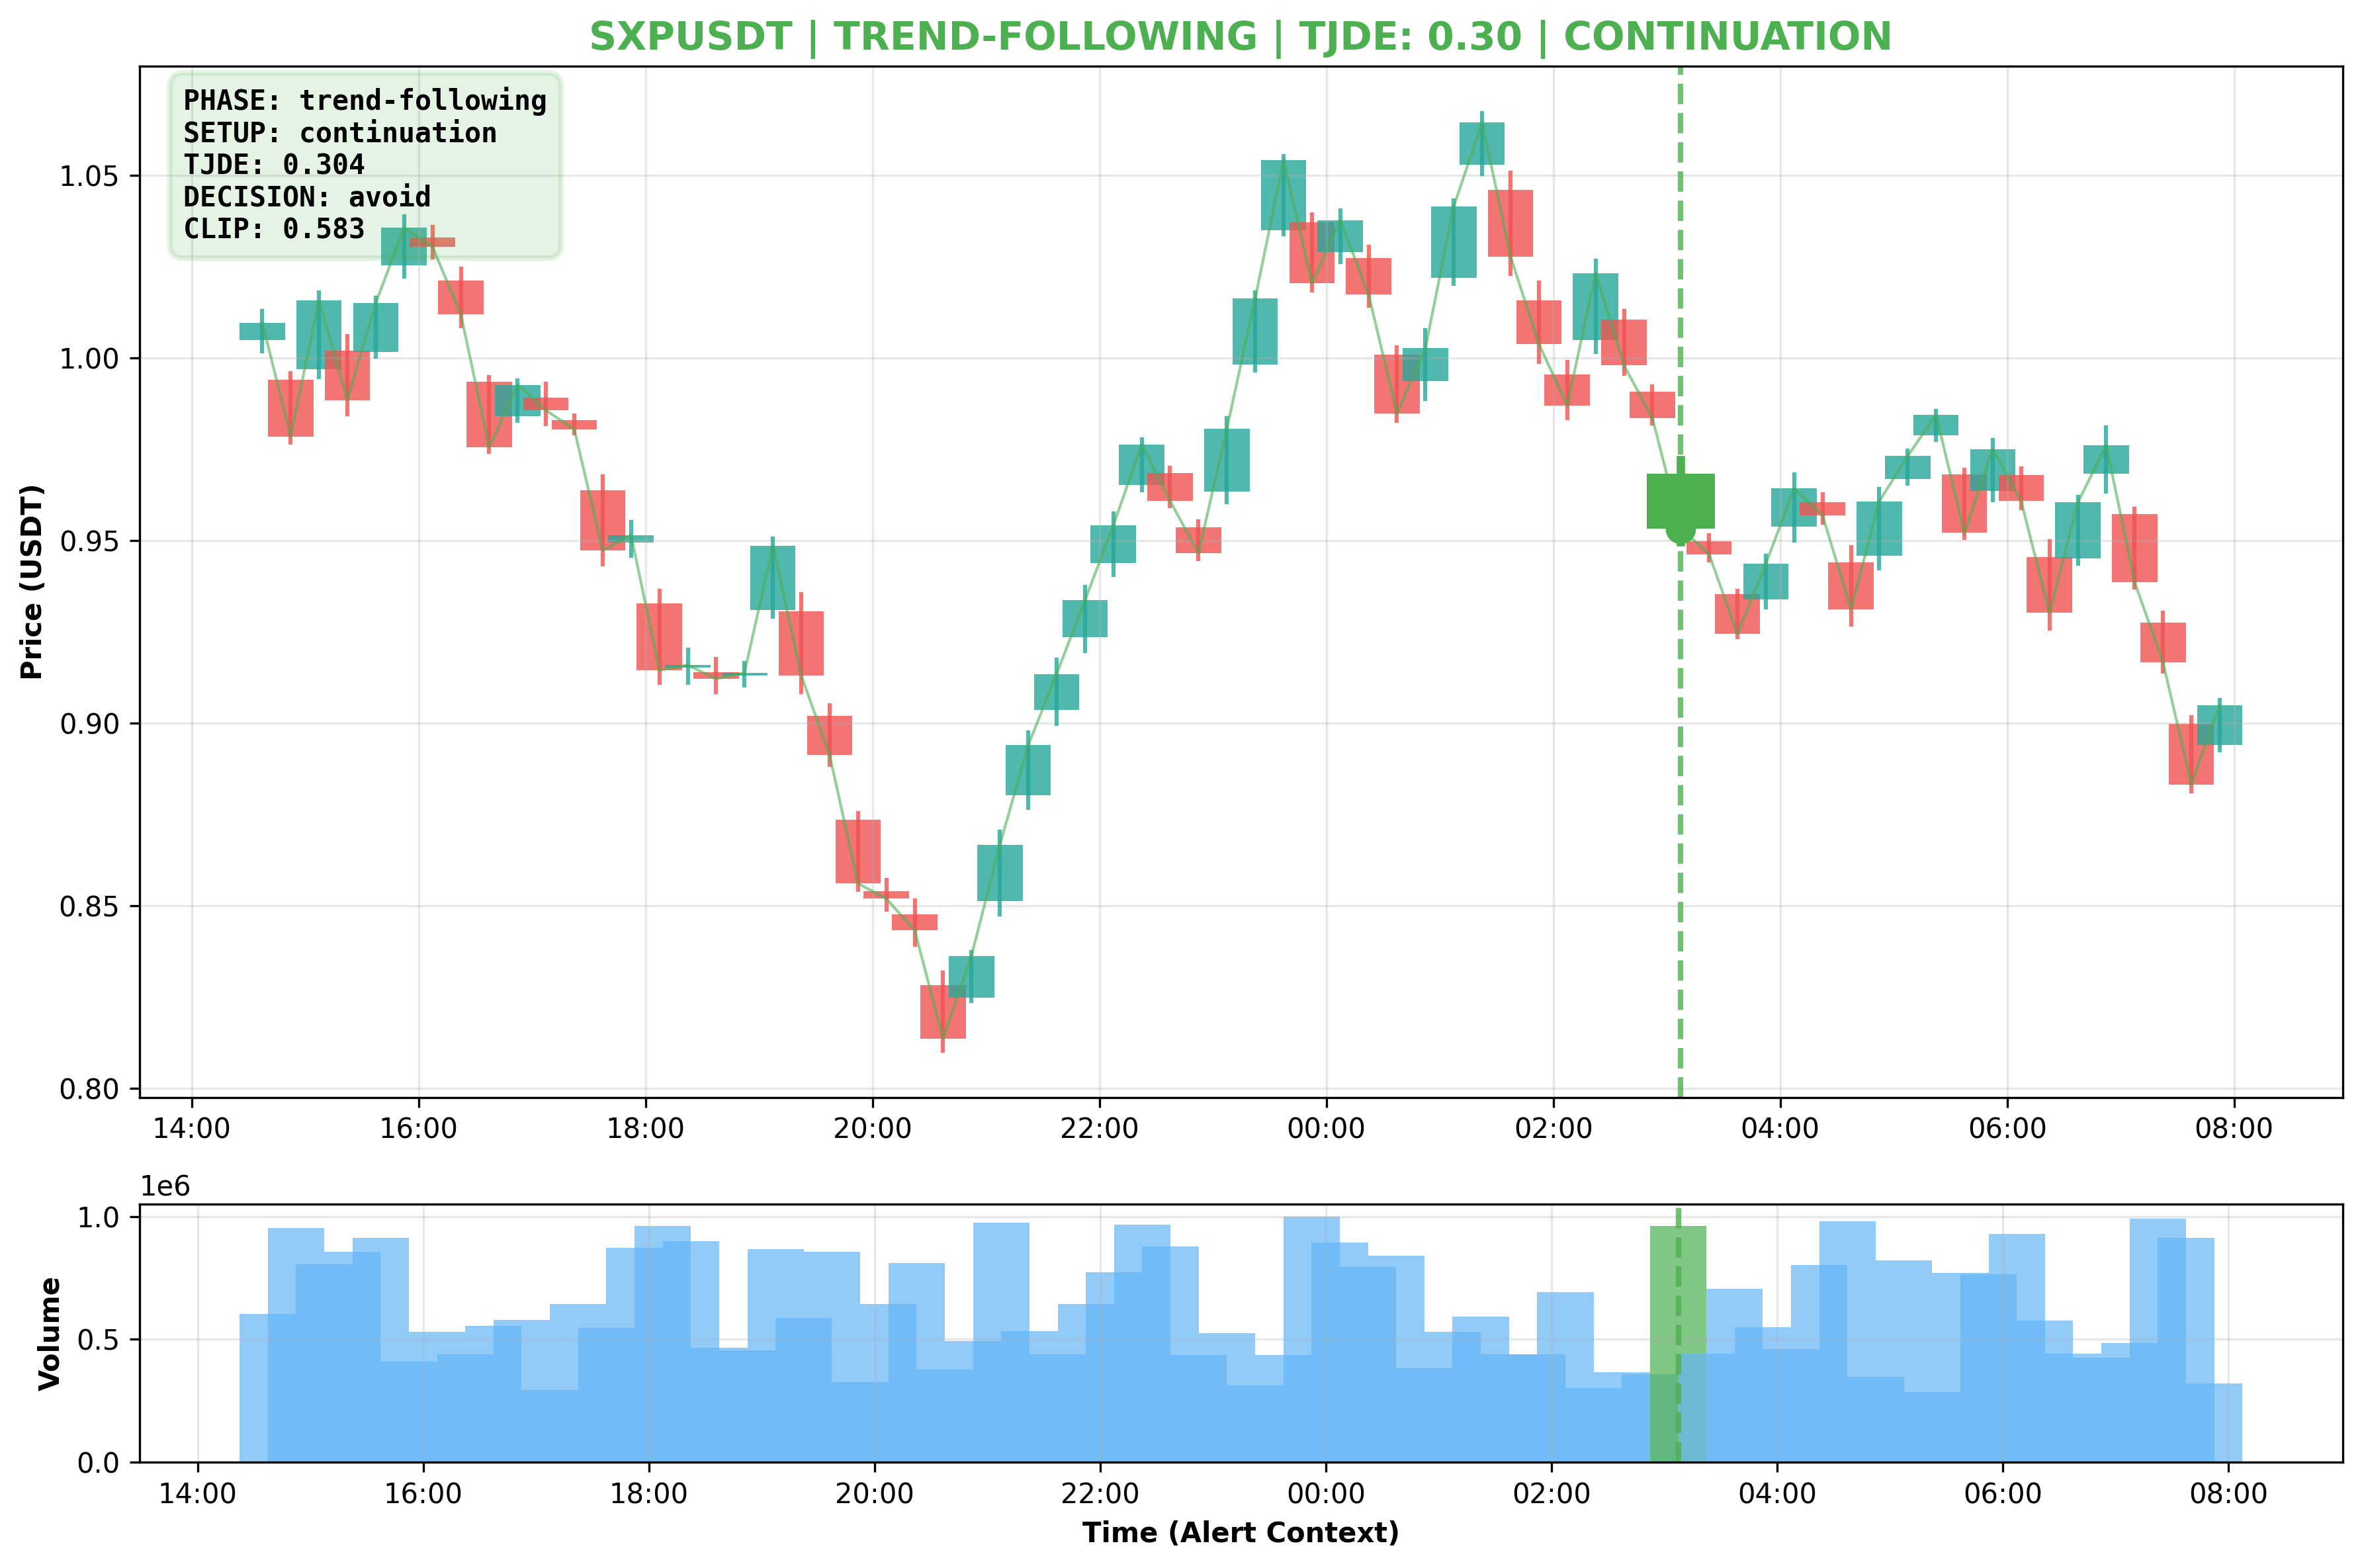 SXPUSDT | TREND-FOLLOWING | TJDE: 0.30 | CONTINUATION
PHASE: trend-following
SETUP: continuation
TJDE: 0.304
DECISION: avoid
CLIP: 0.583
Price (USDT)
1.05
1.00
0.95
0.90
0.85
0.80
14:00 16:00 18:00 20:00 22:00 00:00 02:00 04:00 06:00 08:00
1e6
Volume
1.0
0.5
0.0
14:00 16:00 18:00 20:00 22:00 00:00 02:00 04:00 06:00 08:00
Time (Alert Context)